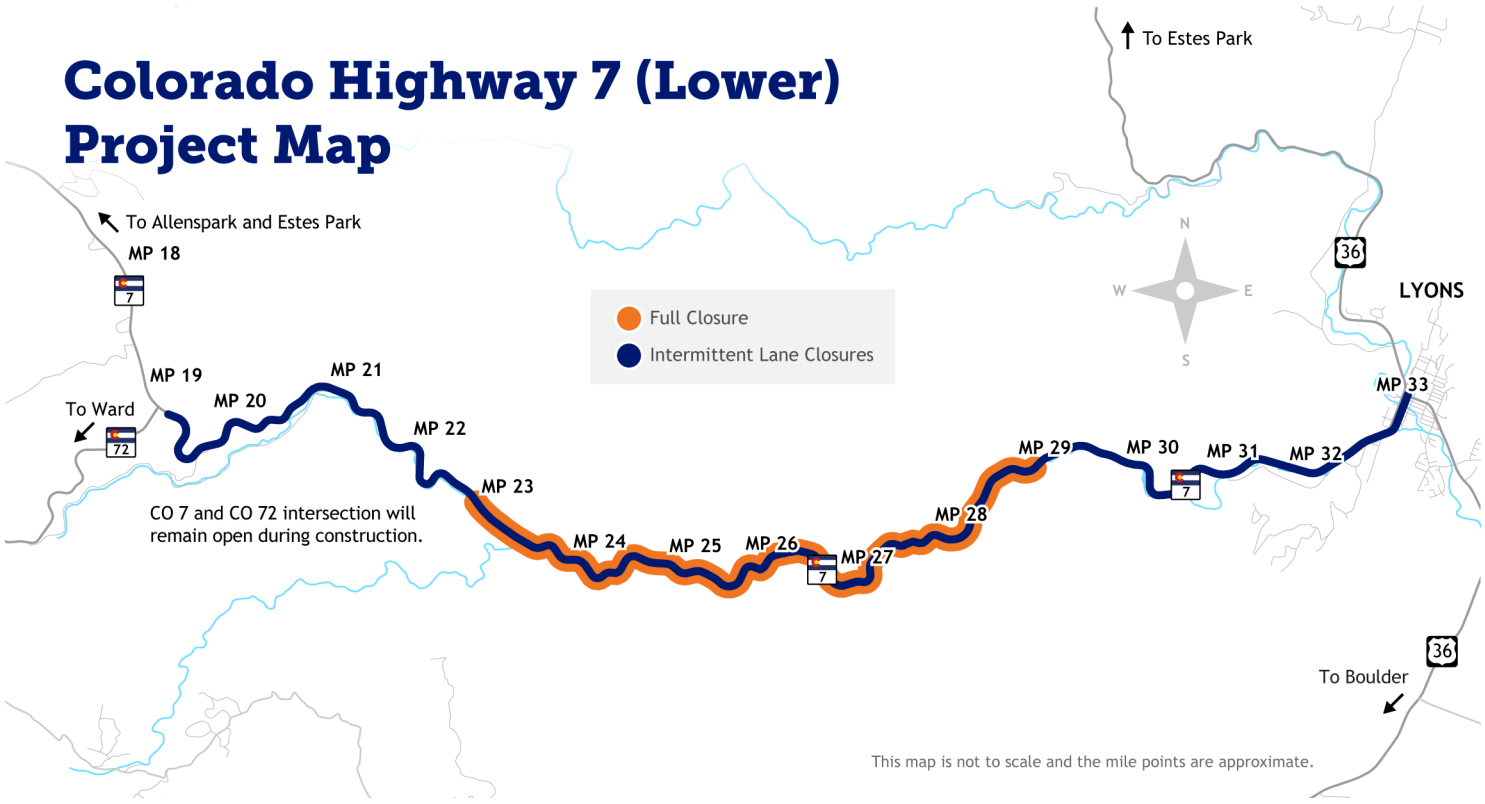 Colorado Highway 7 (Lower)
Project Map
To Estes Park
To Allenspark and Estes Park
MP 18
7
N
W
E
S
36
LYONS
Full Closure
Intermittent Lane Closures
MP 19
MP 20
MP 21
To Ward
72
MP 22
MP 23
MP 24
MP 25
MP 26
7
MP 27
MP 28
MP 29
MP 30
7
MP 31
MP 32
MP 33
CO 7 and CO 72 intersection will
remain open during construction.
36
To Boulder
This map is not to scale and the mile points are approximate.